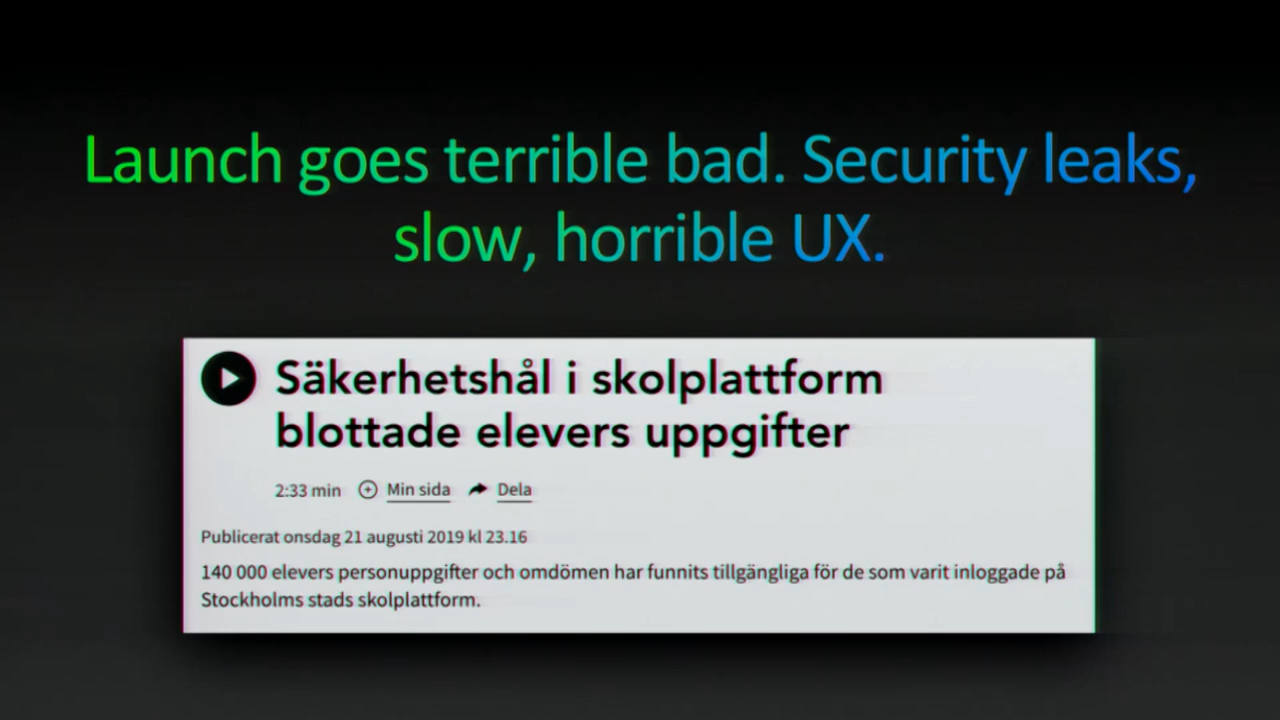 Launch goes terrible bad. Security leaks,
slow, horrible UX.
Säkerhetshål i skolplattform
blottade elevers uppgifter
2:33 min Min sida Dela
Publicerat onsdag 21 augusti 2019 kl 23.16
140 000 elevers personuppgifter och omdömen har funnits tillgängliga för de som varit inloggade på
Stockholms stads skolplattform.